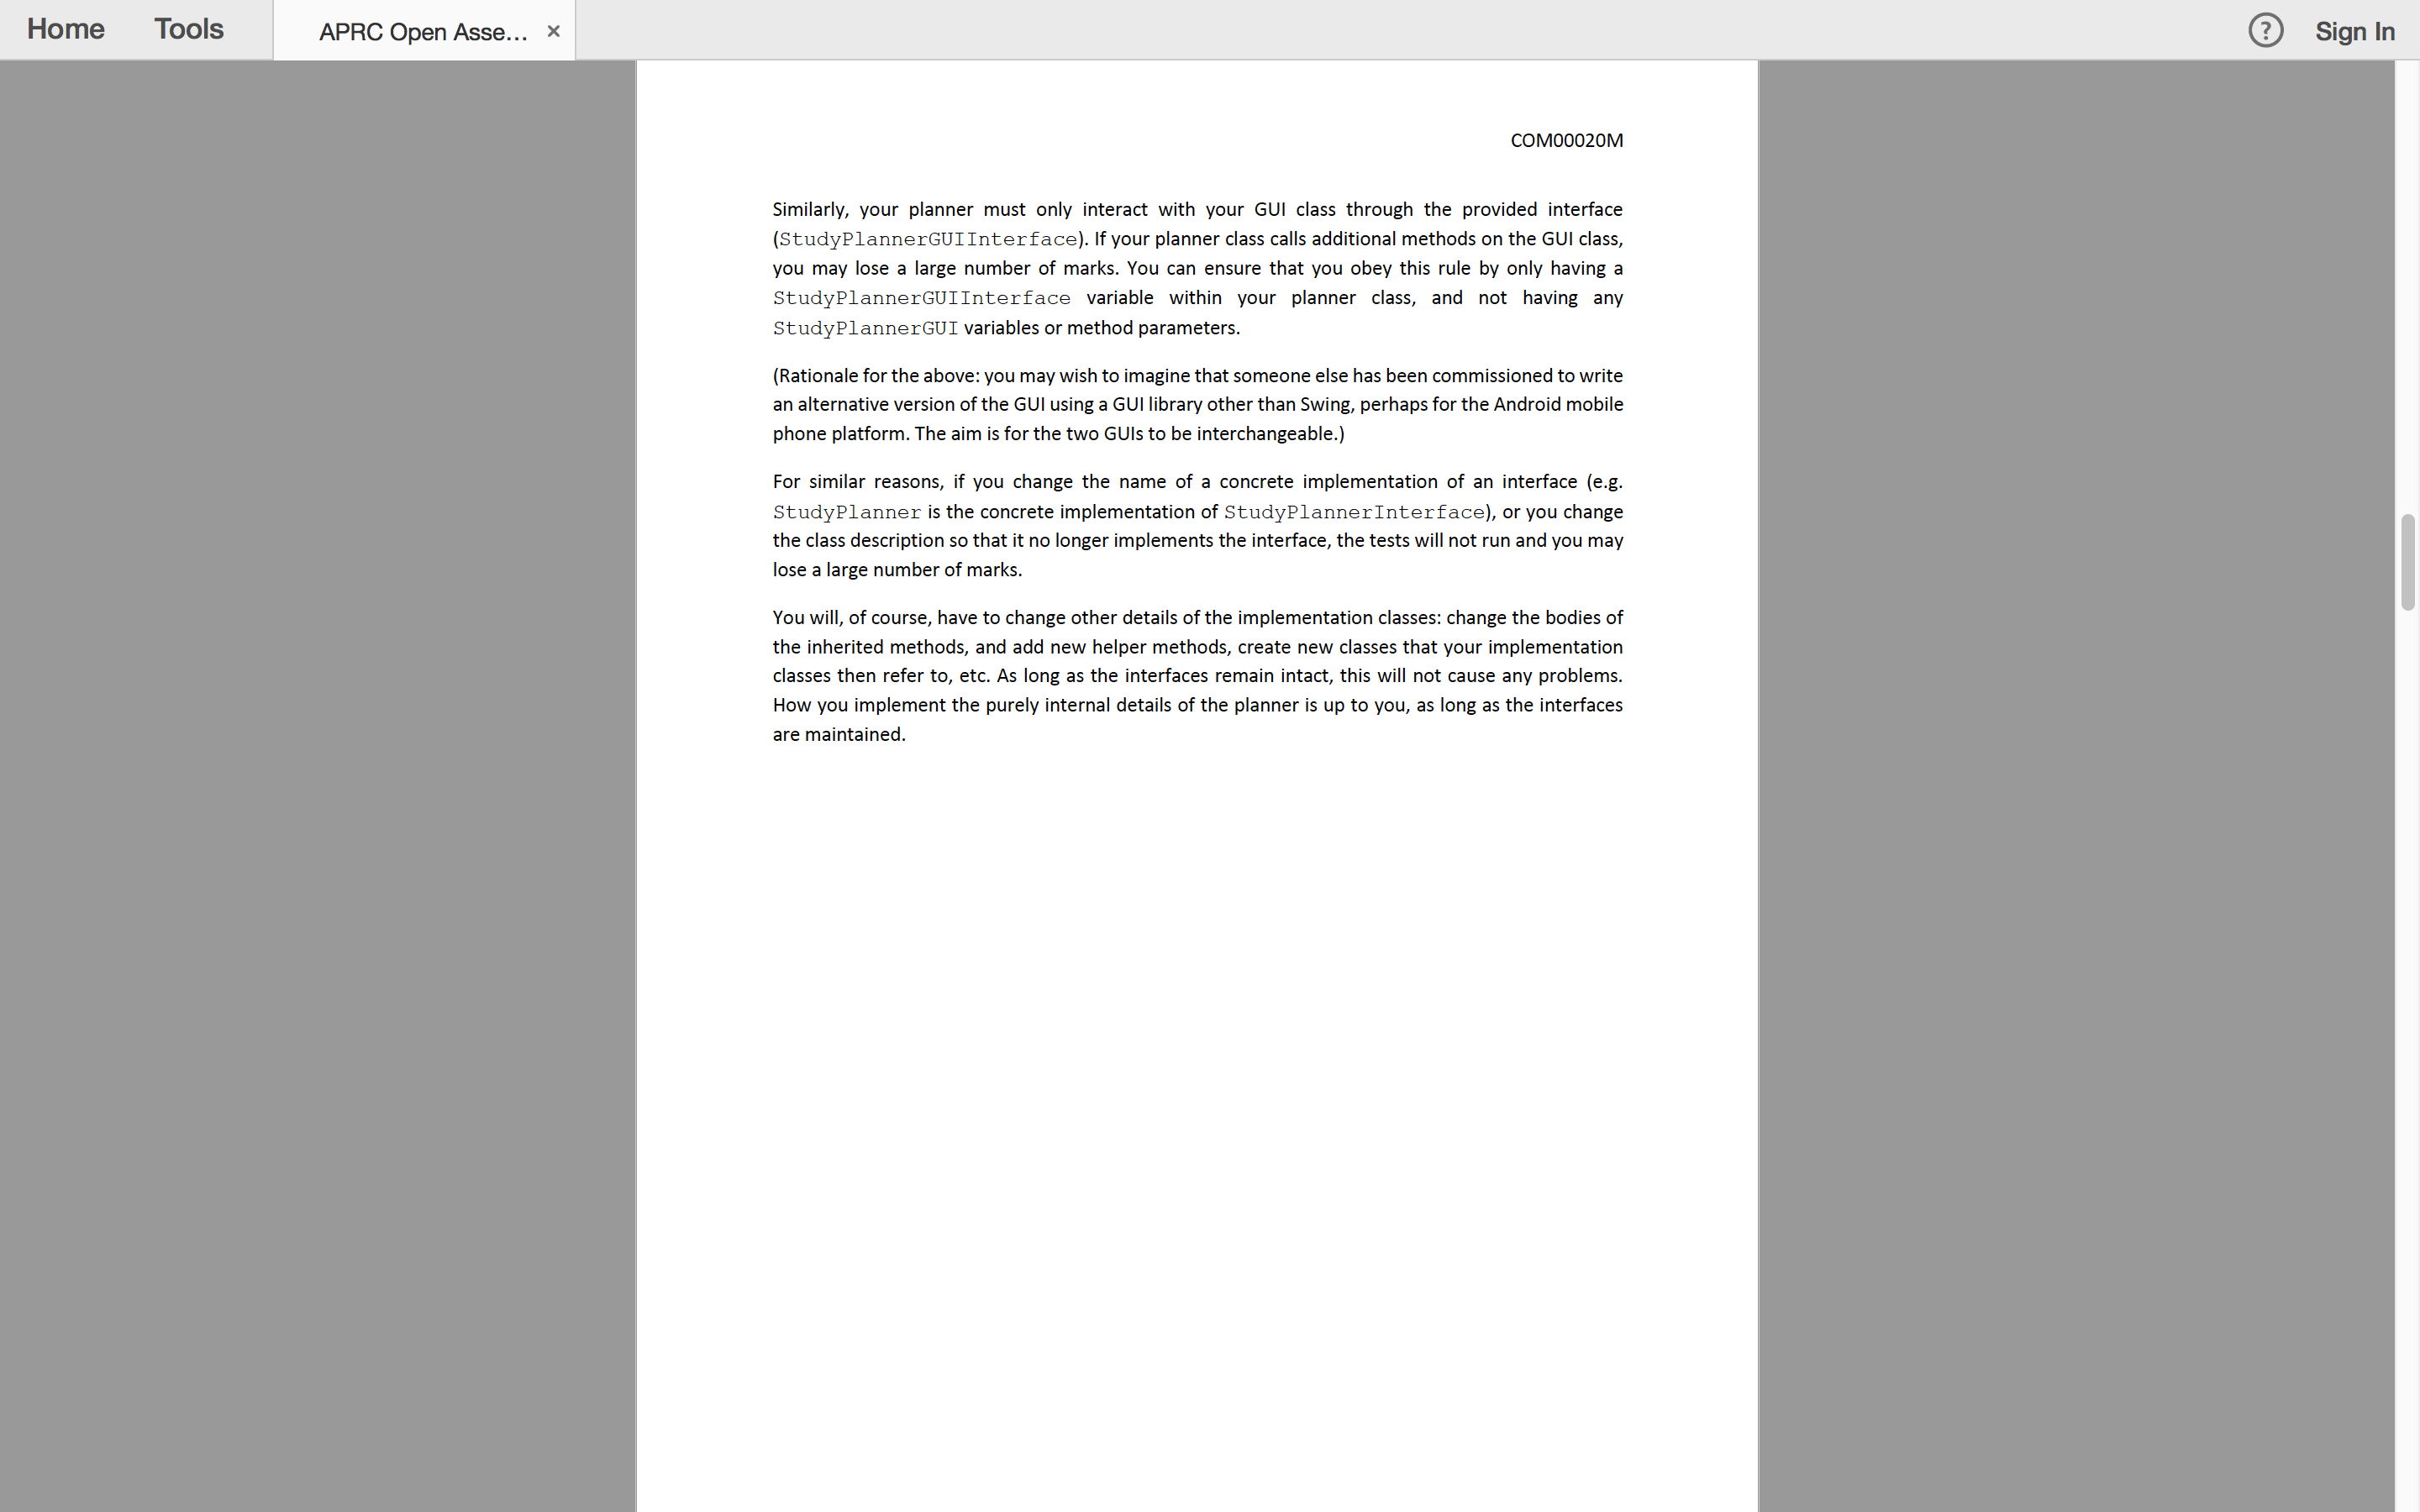 Home Tools APRC Open Asse... × ? Sign In
COM00020M
Similarly, your planner must only interact with your GUI class through the provided interface
(StudyPlannerGUIInterface). If your planner class calls additional methods on the GUI class,
you may lose a large number of marks. You can ensure that you obey this rule by only having a
StudyPlannerGUIInterface variable within your planner class, and not having any
StudyPlannerGUI variables or method parameters.
(Rationale for the above: you may wish to imagine that someone else has been commissioned to write
an alternative version of the GUI using a GUI library other than Swing, perhaps for the Android mobile
phone platform. The aim is for the two GUIs to be interchangeable.)
For similar reasons, if you change the name of a concrete implementation of an interface (e.g.
StudyPlanner is the concrete implementation of StudyPlannerInterface), or you change
the class description so that it no longer implements the interface, the tests will not run and you may
lose a large number of marks.
You will, of course, have to change other details of the implementation classes: change the bodies of
the inherited methods, and add new helper methods, create new classes that your implementation
classes then refer to, etc. As long as the interfaces remain intact, this will not cause any problems.
How you implement the purely internal details of the planner is up to you, as long as the interfaces
are maintained.